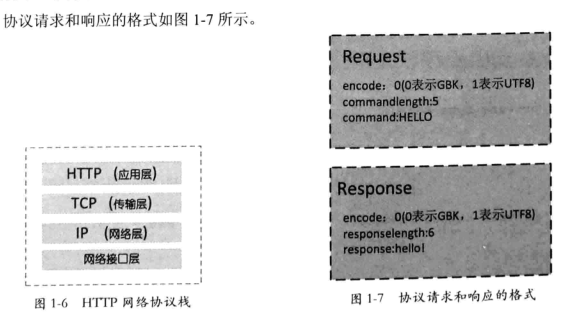 协议请求和响应的格式如图 1-7 所示。
HTTP （应用层）
TCP （传输层）
IP （网络层）
网络接口层
图 1-6 HTTP 网络协议栈
Request
encode：0(0表示GBK，1表示UTF8)
commandlength:5
command:HELLO
Response
encode：0(0表示GBK，1表示UTF8)
responselength:6
response:hello!
图 1-7 协议请求和响应的格式